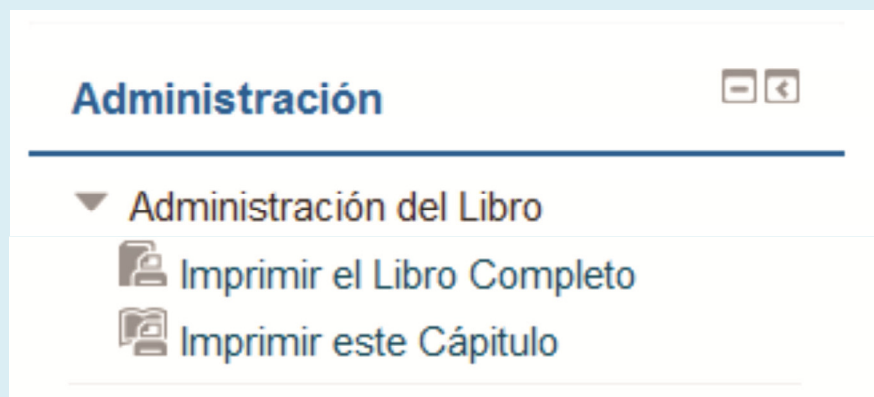 Administración
Administración del Libro
Imprimir el Libro Completo
Imprimir este Cápitulo